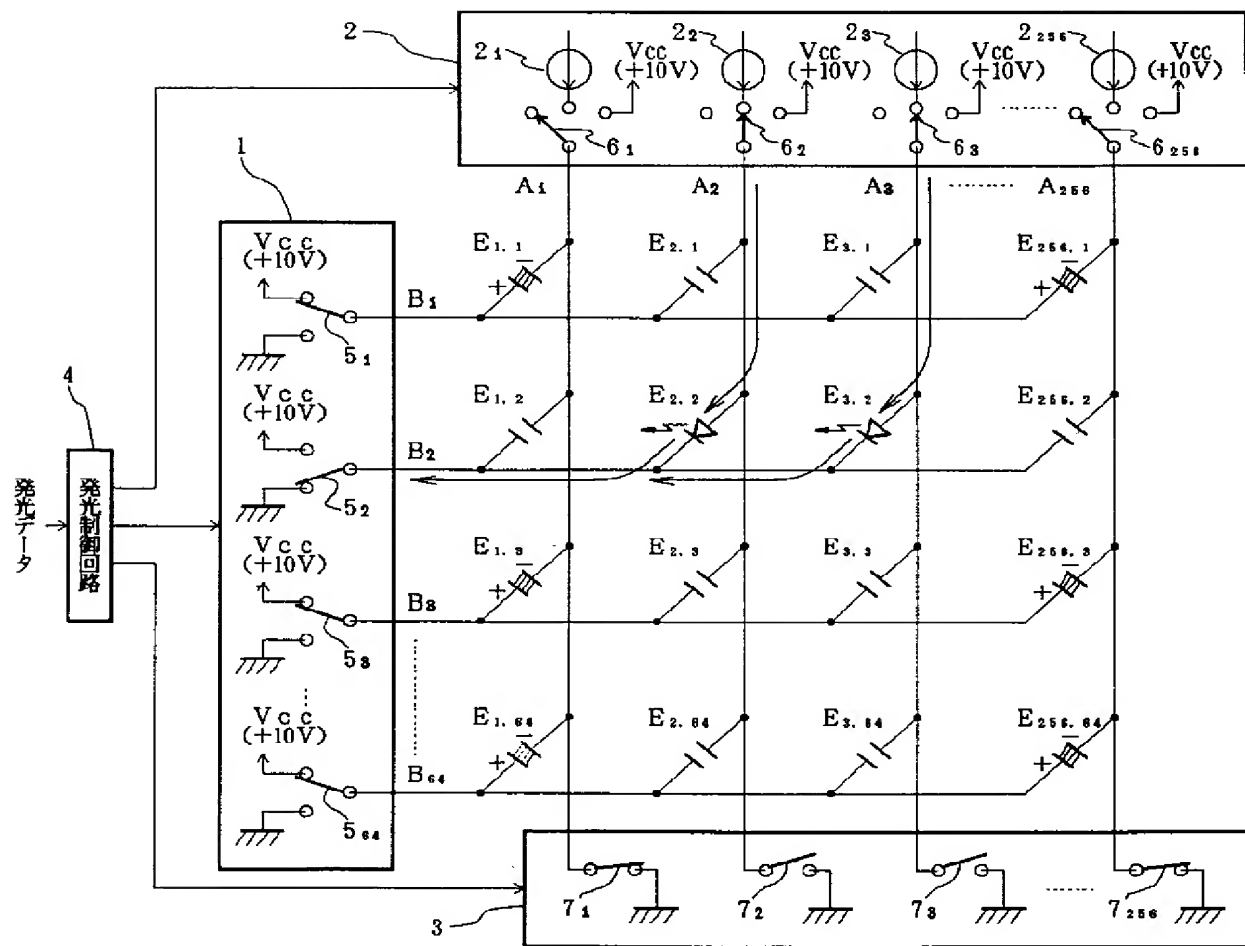 2
2₁
VCC
(+10V)
2₂
VCC
(+10V)
2₃
VCC
(+10V)
2₂₅₆
VCC
(+10V)
6₁
6₂
6₃
6₂₅₆
1
A₁
A₂
A₃
A₂₅₆
VCC
(+10V)
E₁.₁
E₂.₁
E₃.₁
E₂₅₆.₁
+
−
+
−
B₁
5₁
4
VCC
(+10V)
E₁.₂
E₂.₂
E₃.₂
E₂₅₆.₂
B₂
5₂
発光データ
発光制御回路
VCC
(+10V)
E₁.₃
E₂.₃
E₃.₃
E₂₅₆.₃
+
−
+
−
B₃
5₃
VCC
(+10V)
E₁.₆₄
E₂.₆₄
E₃.₆₄
E₂₅₆.₆₄
+
−
+
−
B₆₄
5₆₄
7₁
7₂
7₃
7₂₅₆
3